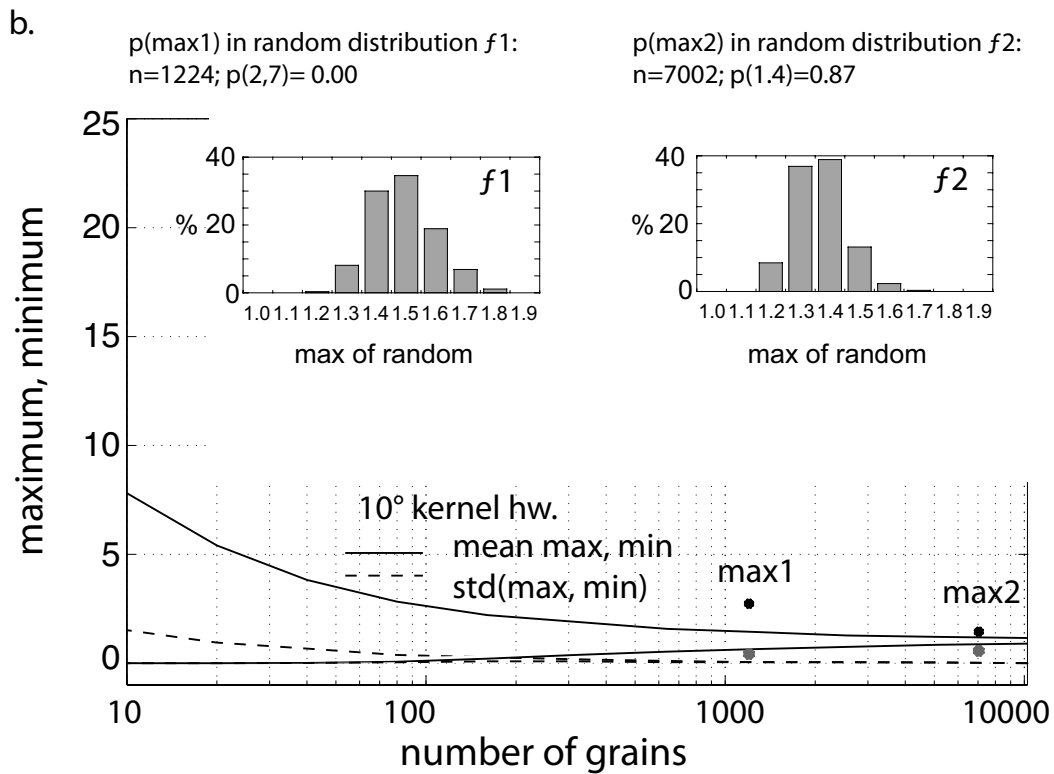 b.
p(max1) in random distribution ƒ1:
n=1224; p(2,7)= 0.00
p(max2) in random distribution ƒ2:
n=7002; p(1.4)=0.87
maximum, minimum
25
20
15
10
5
0
%
40
20
0
ƒ1
1.0 1.1 1.2 1.3 1.4 1.5 1.6 1.7 1.8 1.9
max of random
%
40
20
0
ƒ2
1.0 1.1 1.2 1.3 1.4 1.5 1.6 1.7 1.8 1.9
max of random
10° kernel hw.
mean max, min
std(max, min)
max1
max2
10 100 1000 10000
number of grains